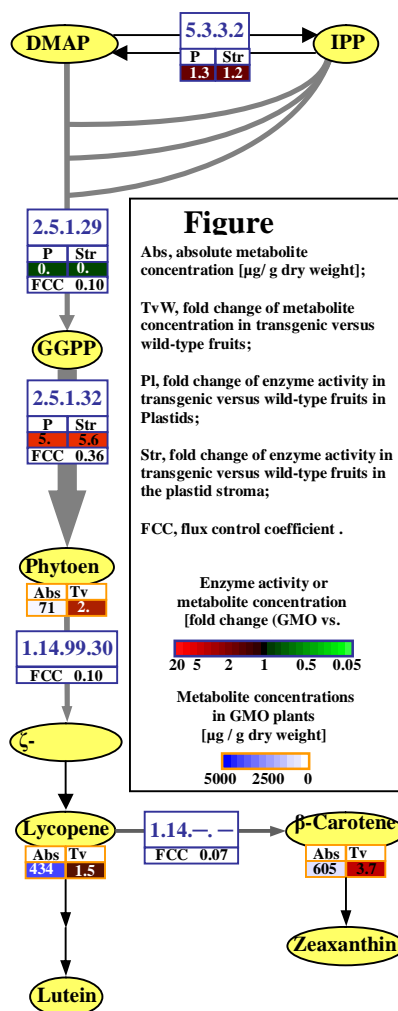 DMAP
5.3.3.2
IPP
P Str
1.3 1.2
2.5.1.29
P Str
0. 0.
FCC 0.10
GGPP
2.5.1.32
P Str
5. 5.6
FCC 0.36
Phytoen
Abs Tv
71 2.
1.14.99.30
FCC 0.10
ζ-
Lycopene
Abs Tv
434 1.5
1.14.–. –
FCC 0.07
β-Carotene
Abs Tv
605 3.7
Zeaxanthin
Lutein
Figure
Abs, absolute metabolite
concentration [µg/ g dry weight];
TvW, fold change of metabolite
concentration in transgenic versus
wild-type fruits;
Pl, fold change of enzyme activity in
transgenic versus wild-type fruits in
Plastids;
Str, fold change of enzyme activity in
transgenic versus wild-type fruits in
the plastid stroma;
FCC, flux control coefficient .
Enzyme activity or
metabolite concentration
[fold change (GMO vs.
20 5 2 1 0.5 0.05
Metabolite concentrations
in GMO plants
[µg / g dry weight]
5000 2500 0